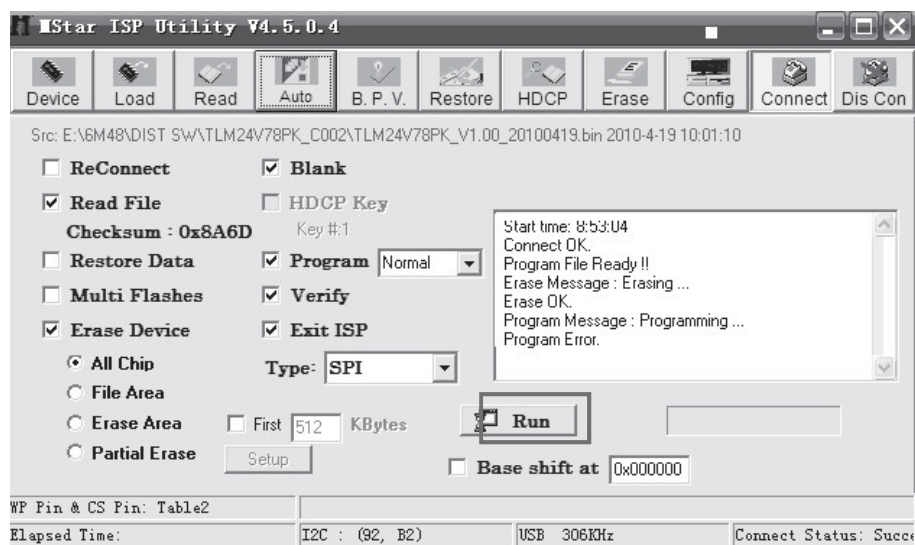 MStar ISP Utility V4.5.0.4
Device Load Read Auto B. P. V. Restore HDCP Erase Config Connect Dis Con
Src: E:\6M48\DIST SW\TLM24V78PK_C002\TLM24V78PK_V1.00_20100419.bin 2010-4-19 10:01:10
ReConnect
Blank
Read File
HDCP Key
Checksum : 0x8A6D
Key #:1
Restore Data
Program Normal
Multi Flashes
Verify
Erase Device
Exit ISP
All Chip
Type: SPI
File Area
Erase Area
First 512 KBytes
Partial Erase
Setup
Start time: 8:53:04
Connect OK.
Program File Ready !!
Erase Message : Erasing ...
Erase OK.
Program Message : Programming ...
Program Error.
Run
Base shift at 0x000000
WP Pin & CS Pin: Table2
Elapsed Time:
I2C : (92, B2)
USB 306KHz
Connect Status: Succe